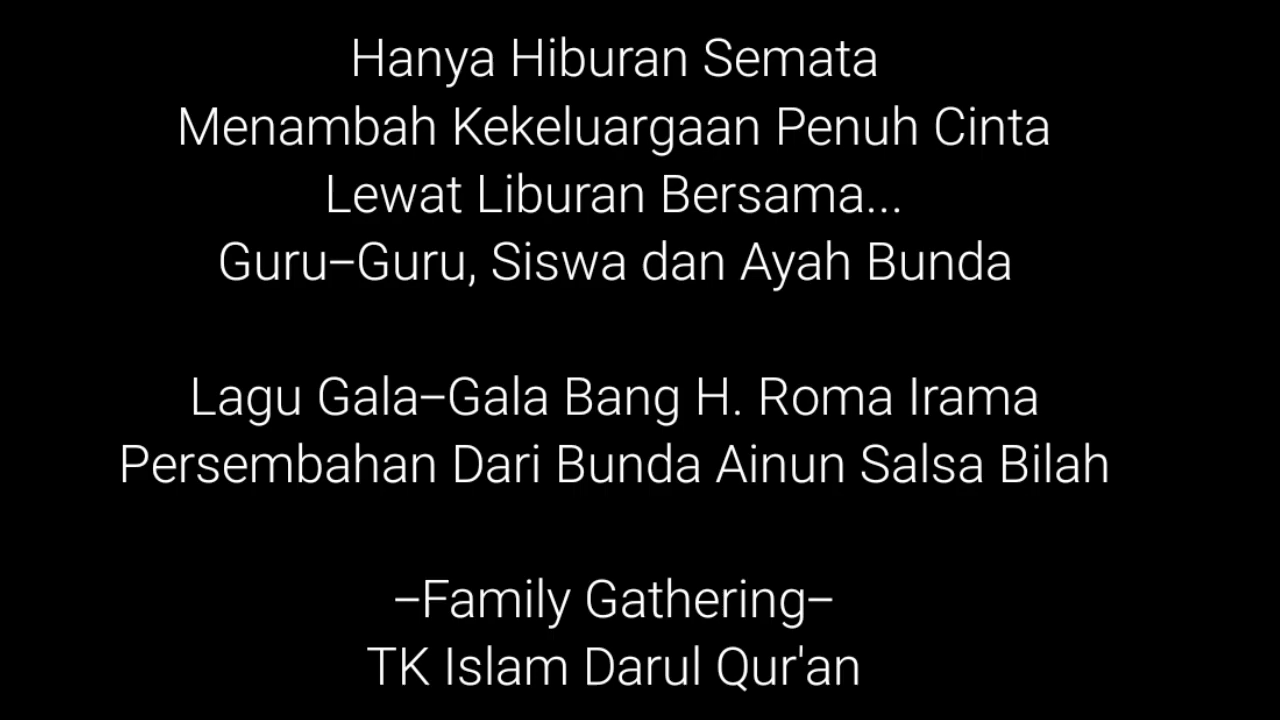 Hanya Hiburan Semata
Menambah Kekeluargaan Penuh Cinta
Lewat Liburan Bersama...
Guru–Guru, Siswa dan Ayah Bunda
Lagu Gala–Gala Bang H. Roma Irama
Persembahan Dari Bunda Ainun Salsa Bilah
–Family Gathering–
TK Islam Darul Qur'an